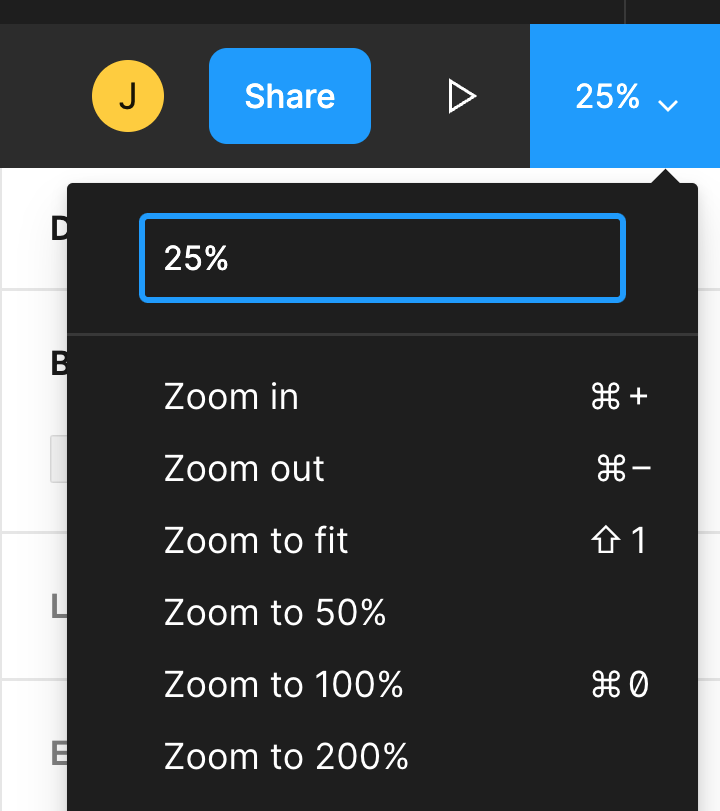 J Share 25%
D
25%
B
Zoom in ⌘+
Zoom out ⌘−
Zoom to fit ⇧1
L
Zoom to 50%
Zoom to 100% ⌘0
E
Zoom to 200%